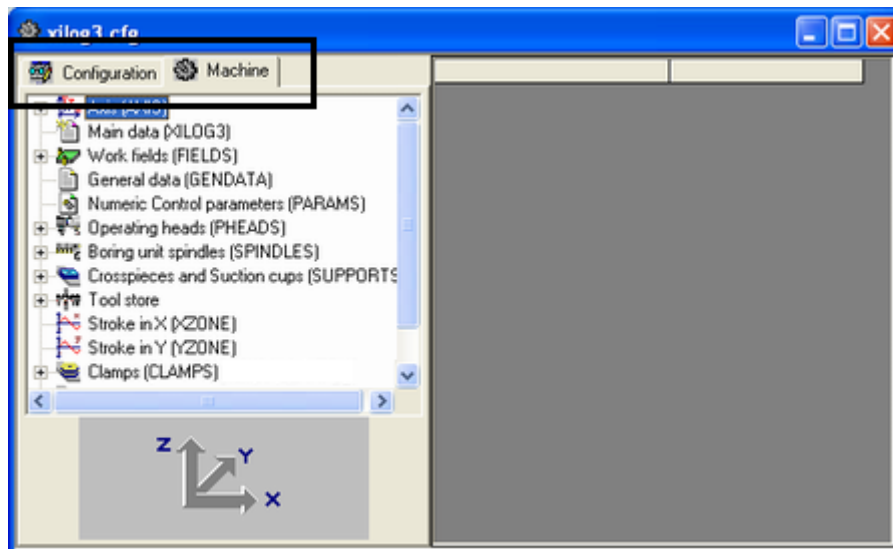 xilog3.cfg
Configuration Machine
Axis (AXIS)
Main data (XILOG3)
Work fields (FIELDS)
General data (GENDATA)
Numeric Control parameters (PARAMS)
Operating heads (PHEADS)
Boring unit spindles (SPINDLES)
Crosspieces and Suction cups (SUPPORTS
Tool store
Stroke in X (XZONE)
Stroke in Y (YZONE)
Clamps (CLAMPS)
Z
Y
X